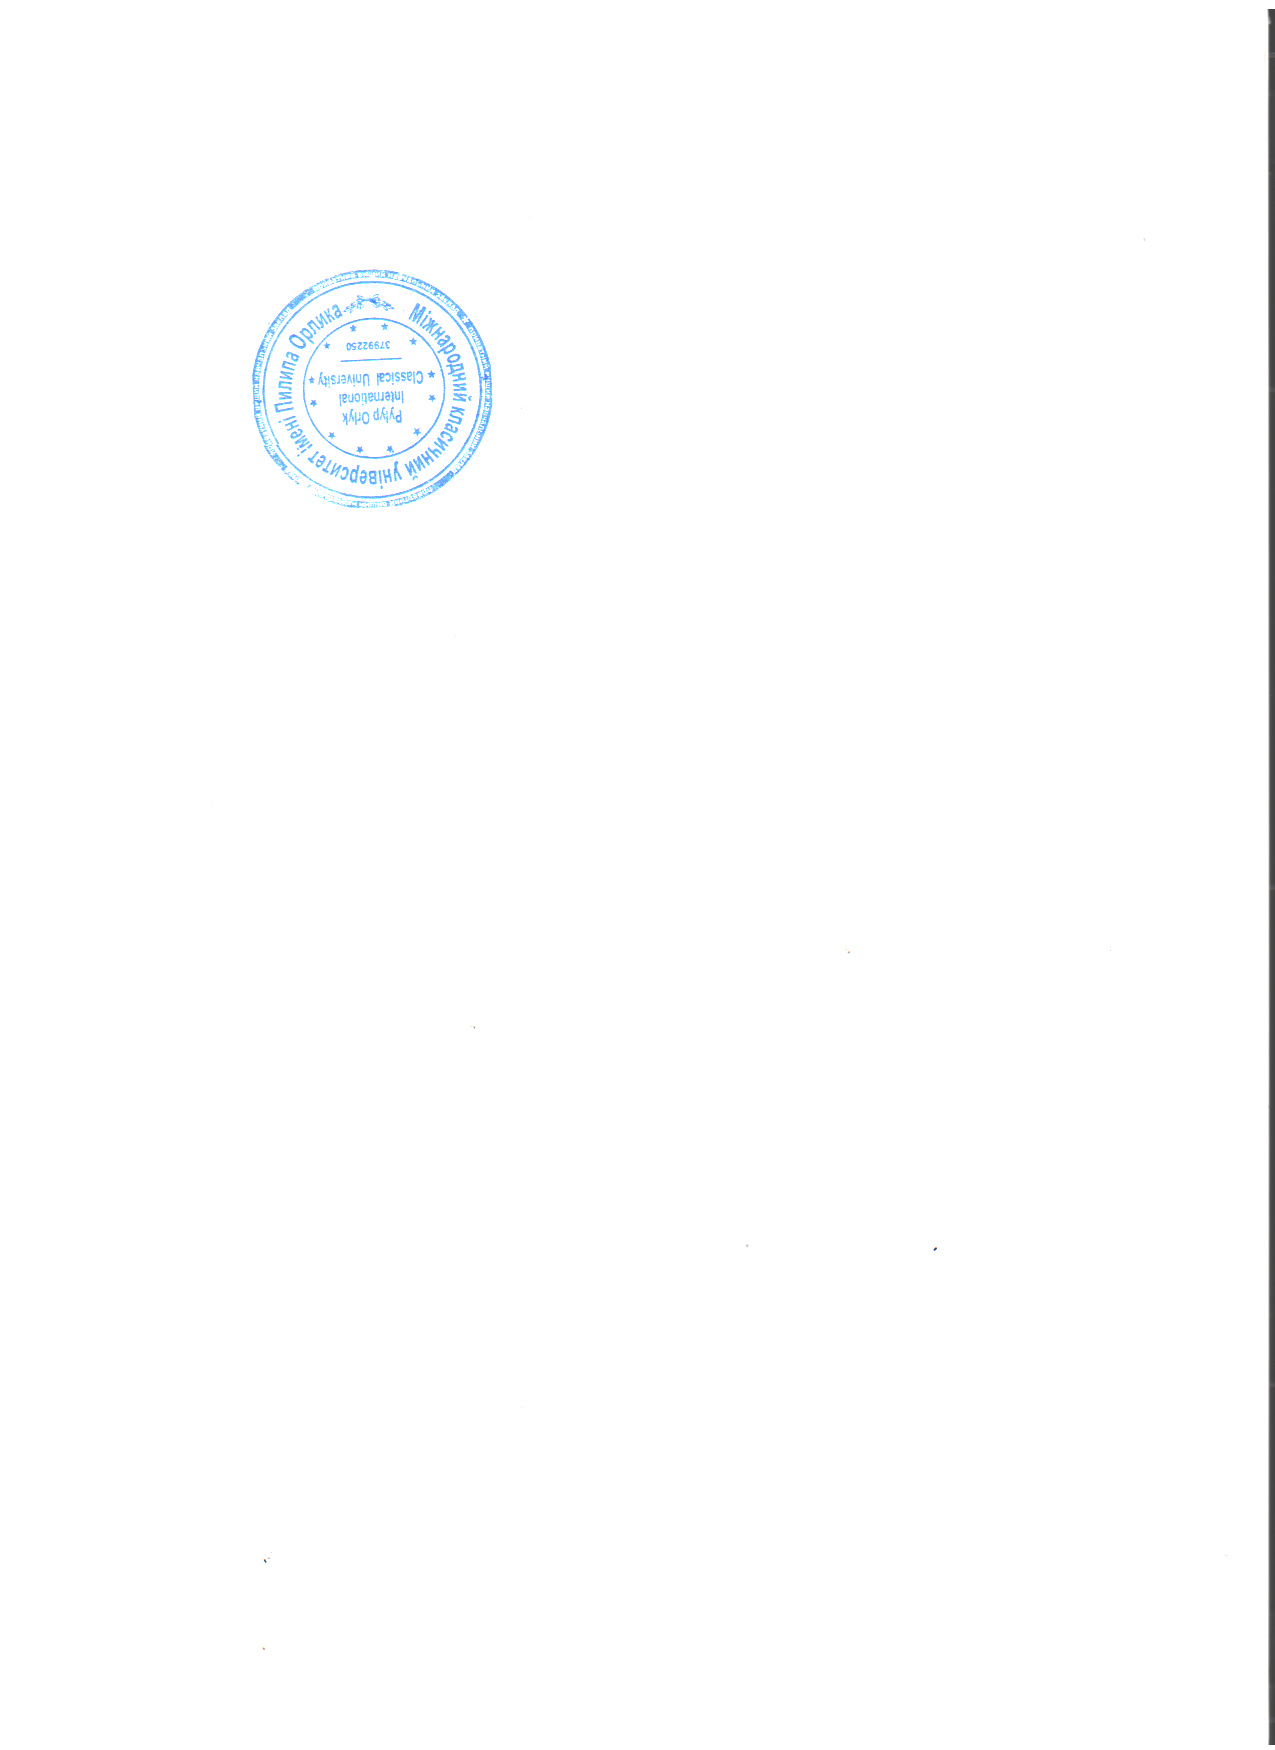 Міжнародний класичний університет імені Пилипа Орлика
Pylyp Orlyk
International
Classical University
37992250